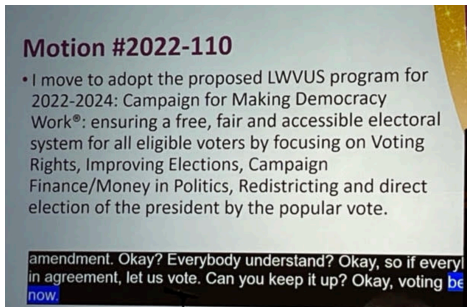 Motion #2022-110
• I move to adopt the proposed LWVUS program for
2022-2024: Campaign for Making Democracy
Work®: ensuring a free, fair and accessible electoral
system for all eligible voters by focusing on Voting
Rights, Improving Elections, Campaign
Finance/Money in Politics, Redistricting and direct
election of the president by the popular vote.
amendment. Okay? Everybody understand? Okay, so if every
in agreement, let us vote. Can you keep it up? Okay, voting be
now.